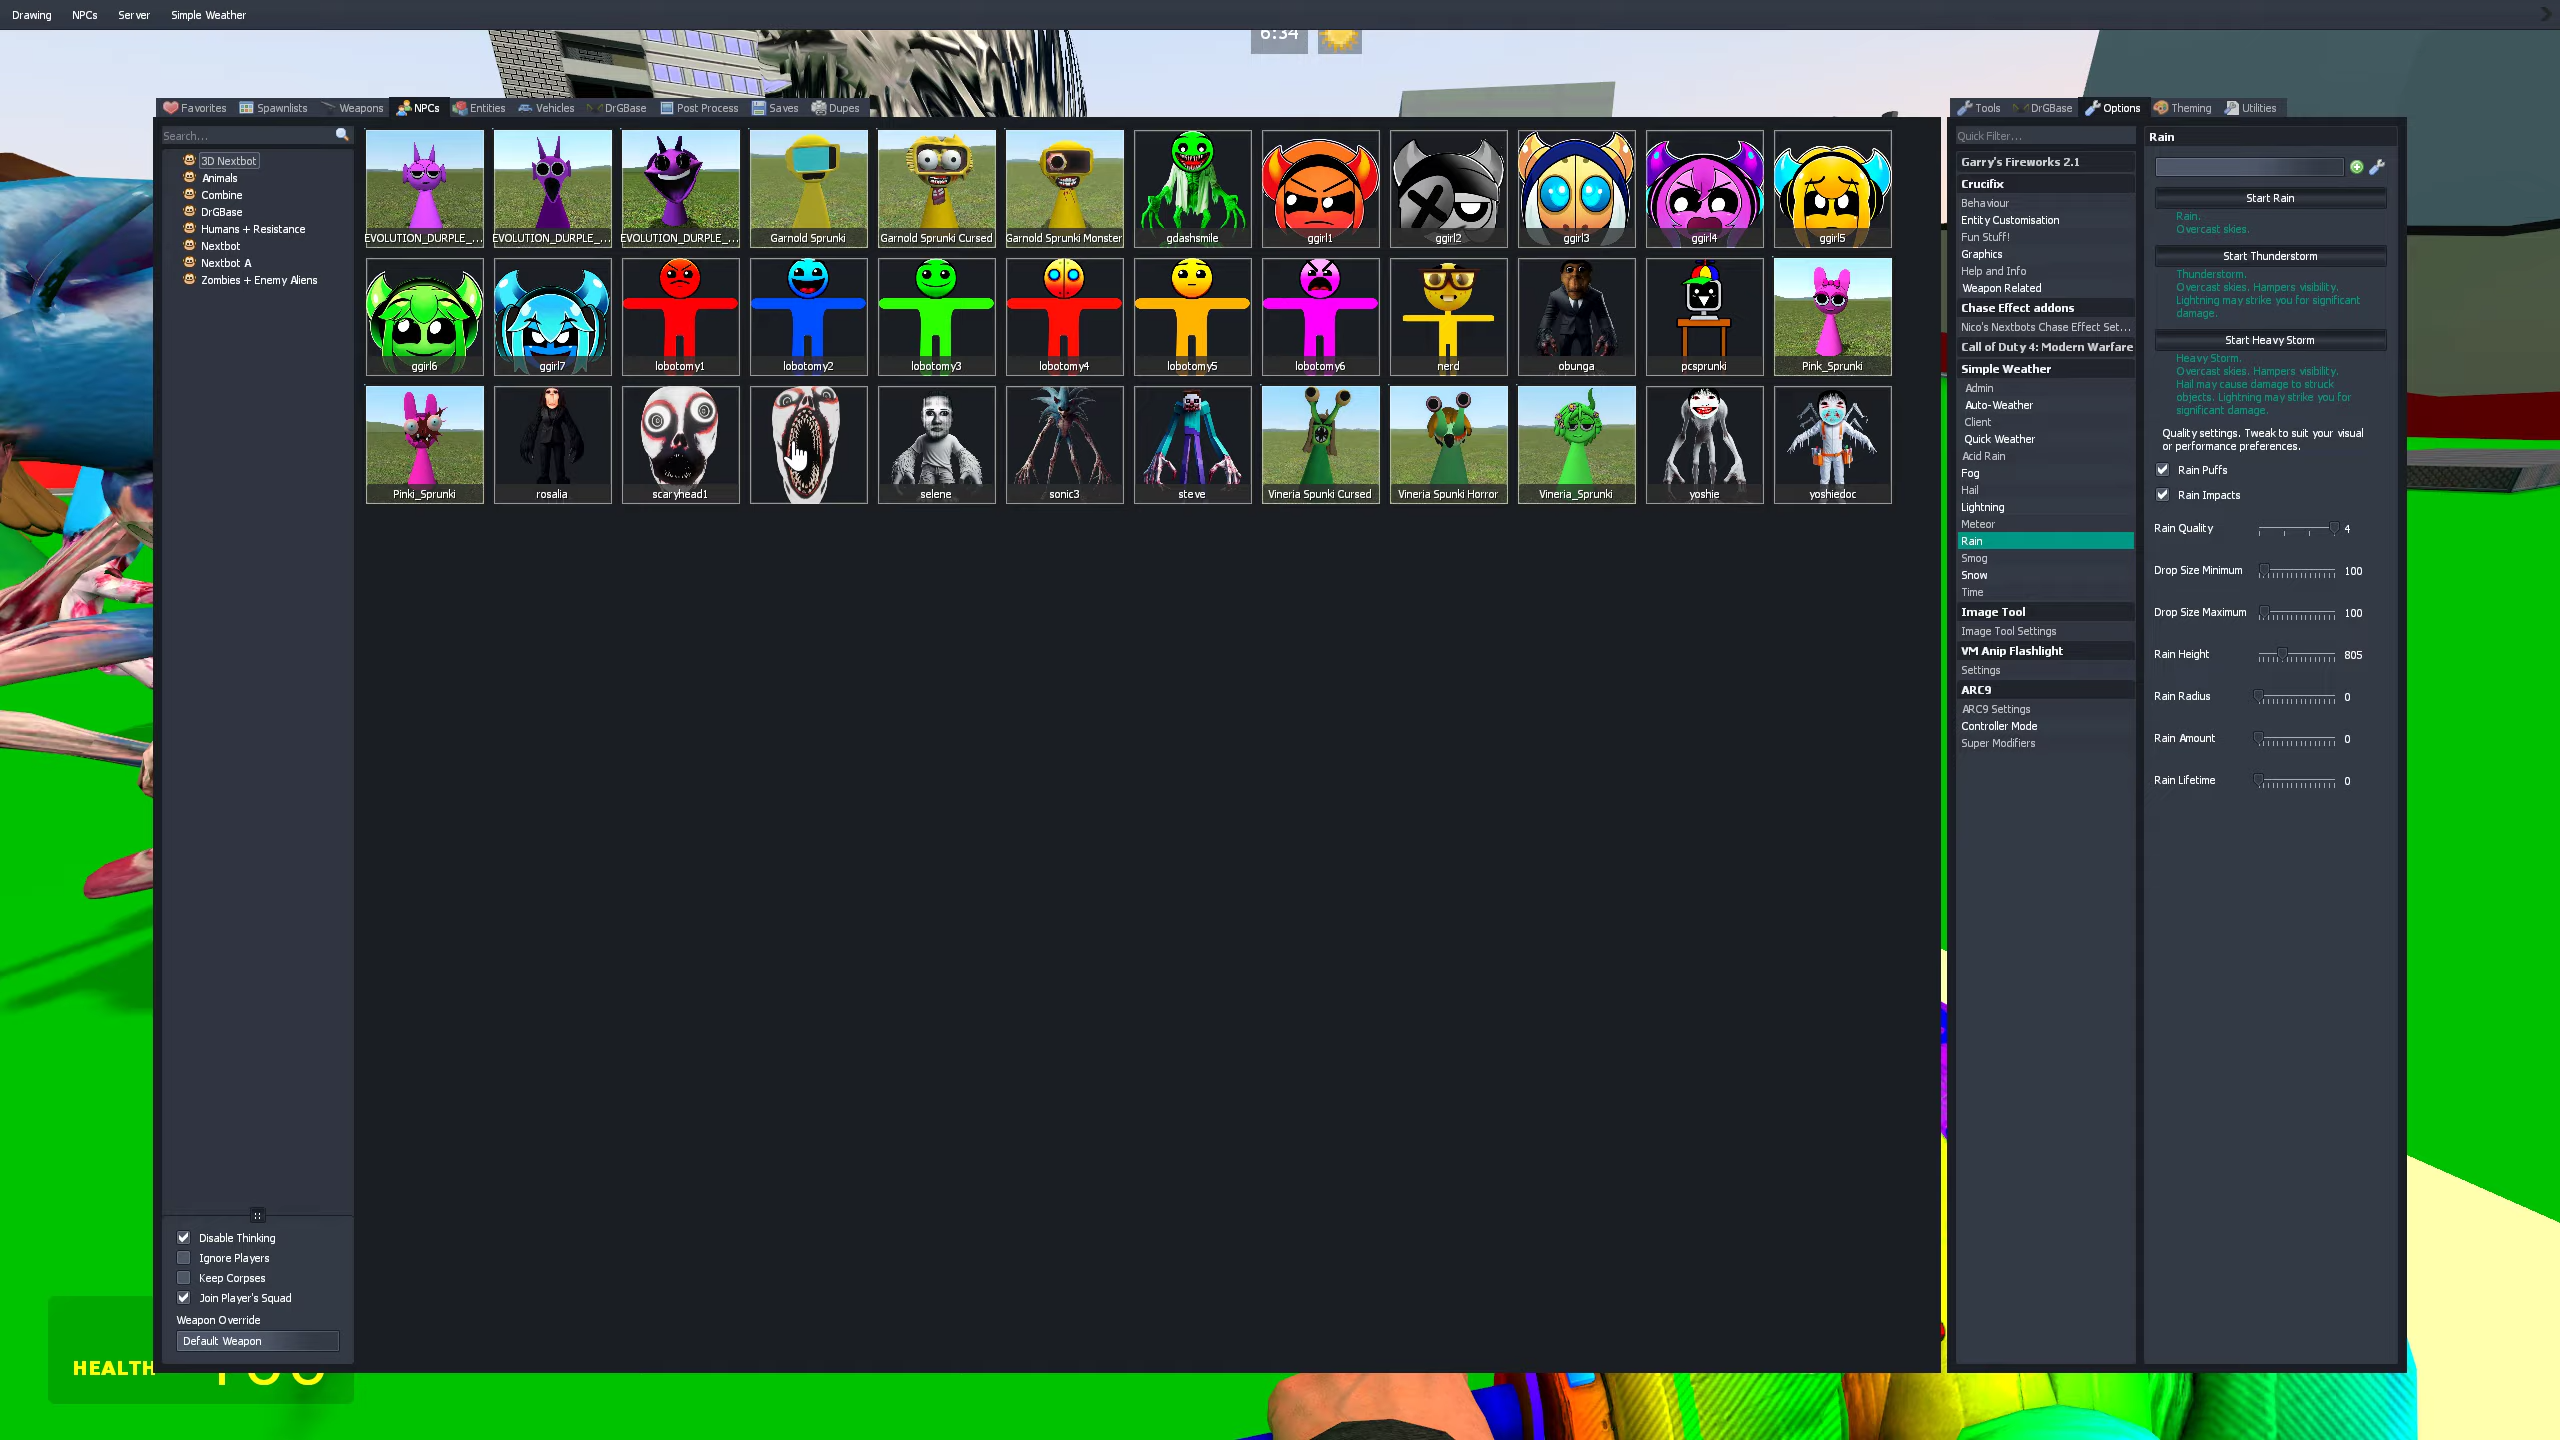 Drawing NPCs Server Simple Weather
6:34
Favorites Spawnlists Weapons NPCs Entities Vehicles DrGBase Post Process Saves Dupes
Search...
3D Nextbot
Animals
Combine
DrGBase
Humans + Resistance
Nextbot
Nextbot A
Zombies + Enemy Aliens
EVOLUTION_DURPLE_... EVOLUTION_DURPLE_... EVOLUTION_DURPLE_... Garnold Sprunki Garnold Sprunki Cursed Garnold Sprunki Monster gdashsmile ggirl1 ggirl2 ggirl3 ggirl4 ggirl5
ggirl6 ggirl7 lobotomy1 lobotomy2 lobotomy3 lobotomy4 lobotomy5 lobotomy6 nerd obunga pcsprunki Pink_Sprunki
Pinki_Sprunki rosalia scaryhead1 selene sonic3 steve Vineria Spunki Cursed Vineria Spunki Horror Vineria_Sprunki yoshie yoshiedoc
Disable Thinking
Ignore Players
Keep Corpses
Join Player's Squad
Weapon Override
Default Weapon
HEALTH
Tools DrGBase Options Theming Utilities
Quick Filter...
Garry's Fireworks 2.1
Crucifix
Behaviour
Entity Customisation
Fun Stuff!
Graphics
Help and Info
Weapon Related
Chase Effect addons
Nico's Nextbots Chase Effect Set...
Call of Duty 4: Modern Warfare
Simple Weather
Admin
Auto-Weather
Client
Quick Weather
Acid Rain
Fog
Hail
Lightning
Meteor
Rain
Smog
Snow
Time
Image Tool
Image Tool Settings
VM Anip Flashlight
Settings
ARC9
ARC9 Settings
Controller Mode
Super Modifiers
Rain
Start Rain
Rain.
Overcast skies.
Start Thunderstorm
Thunderstorm.
Overcast skies. Hampers visibility.
Lightning may strike you for significant
damage.
Start Heavy Storm
Heavy Storm.
Overcast skies. Hampers visibility.
Hail may cause damage to struck
objects. Lightning may strike you for
significant damage.
Quality settings. Tweak to suit your visual
or performance preferences.
Rain Puffs
Rain Impacts
Rain Quality 4
Drop Size Minimum 100
Drop Size Maximum 100
Rain Height 805
Rain Radius 0
Rain Amount 0
Rain Lifetime 0